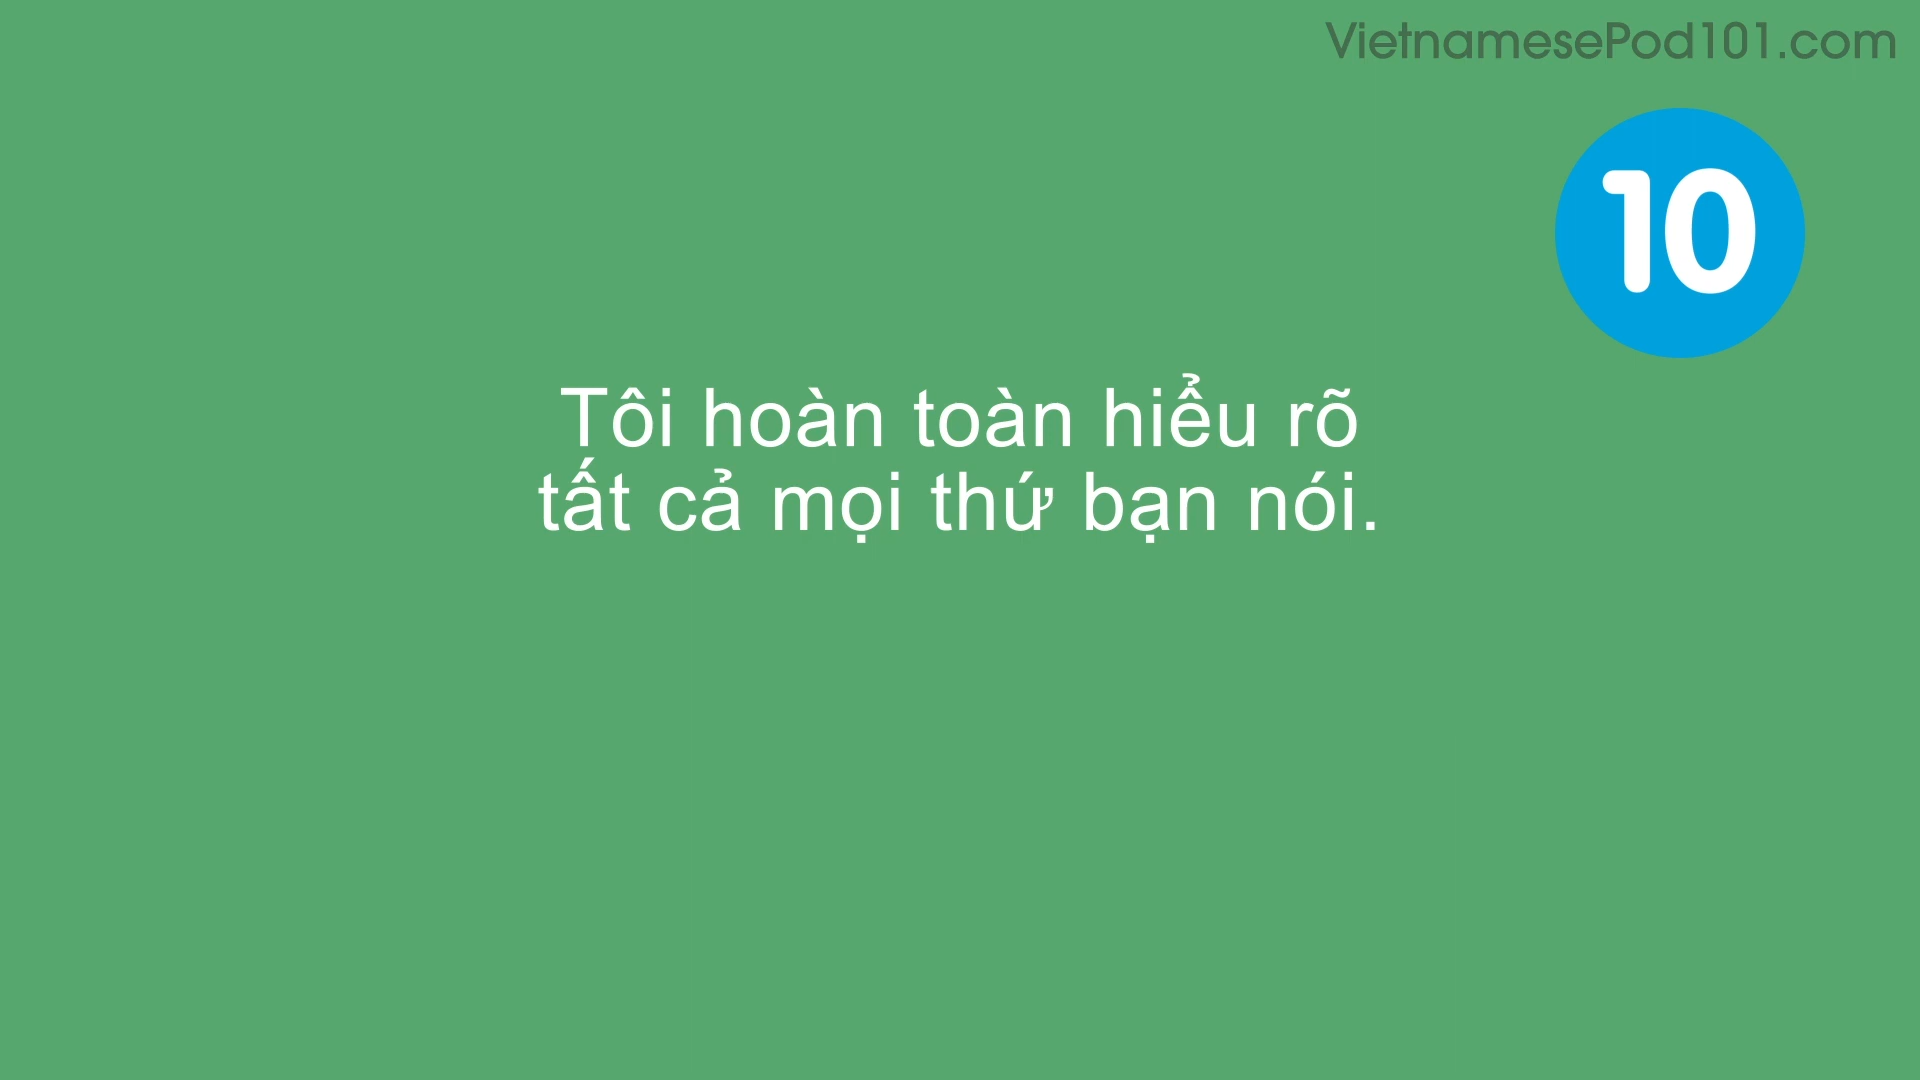 VietnamesePod101.com
10
Tôi hoàn toàn hiểu rõ
tất cả mọi thứ bạn nói.